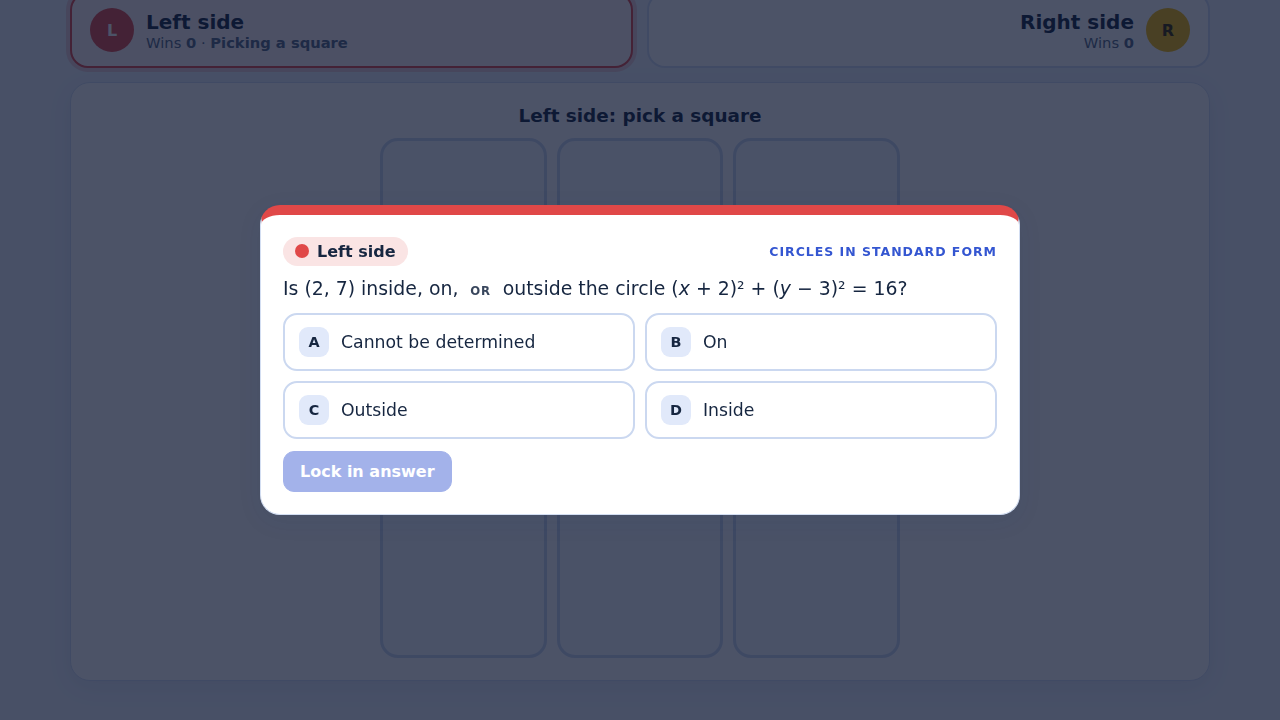 L
Left side
Wins 0 · Picking a square
Right side
Wins 0
R
Left side: pick a square
Left side
CIRCLES IN STANDARD FORM
Is (2, 7) inside, on, OR outside the circle (x + 2)² + (y − 3)² = 16?
A Cannot be determined
B On
C Outside
D Inside
Lock in answer